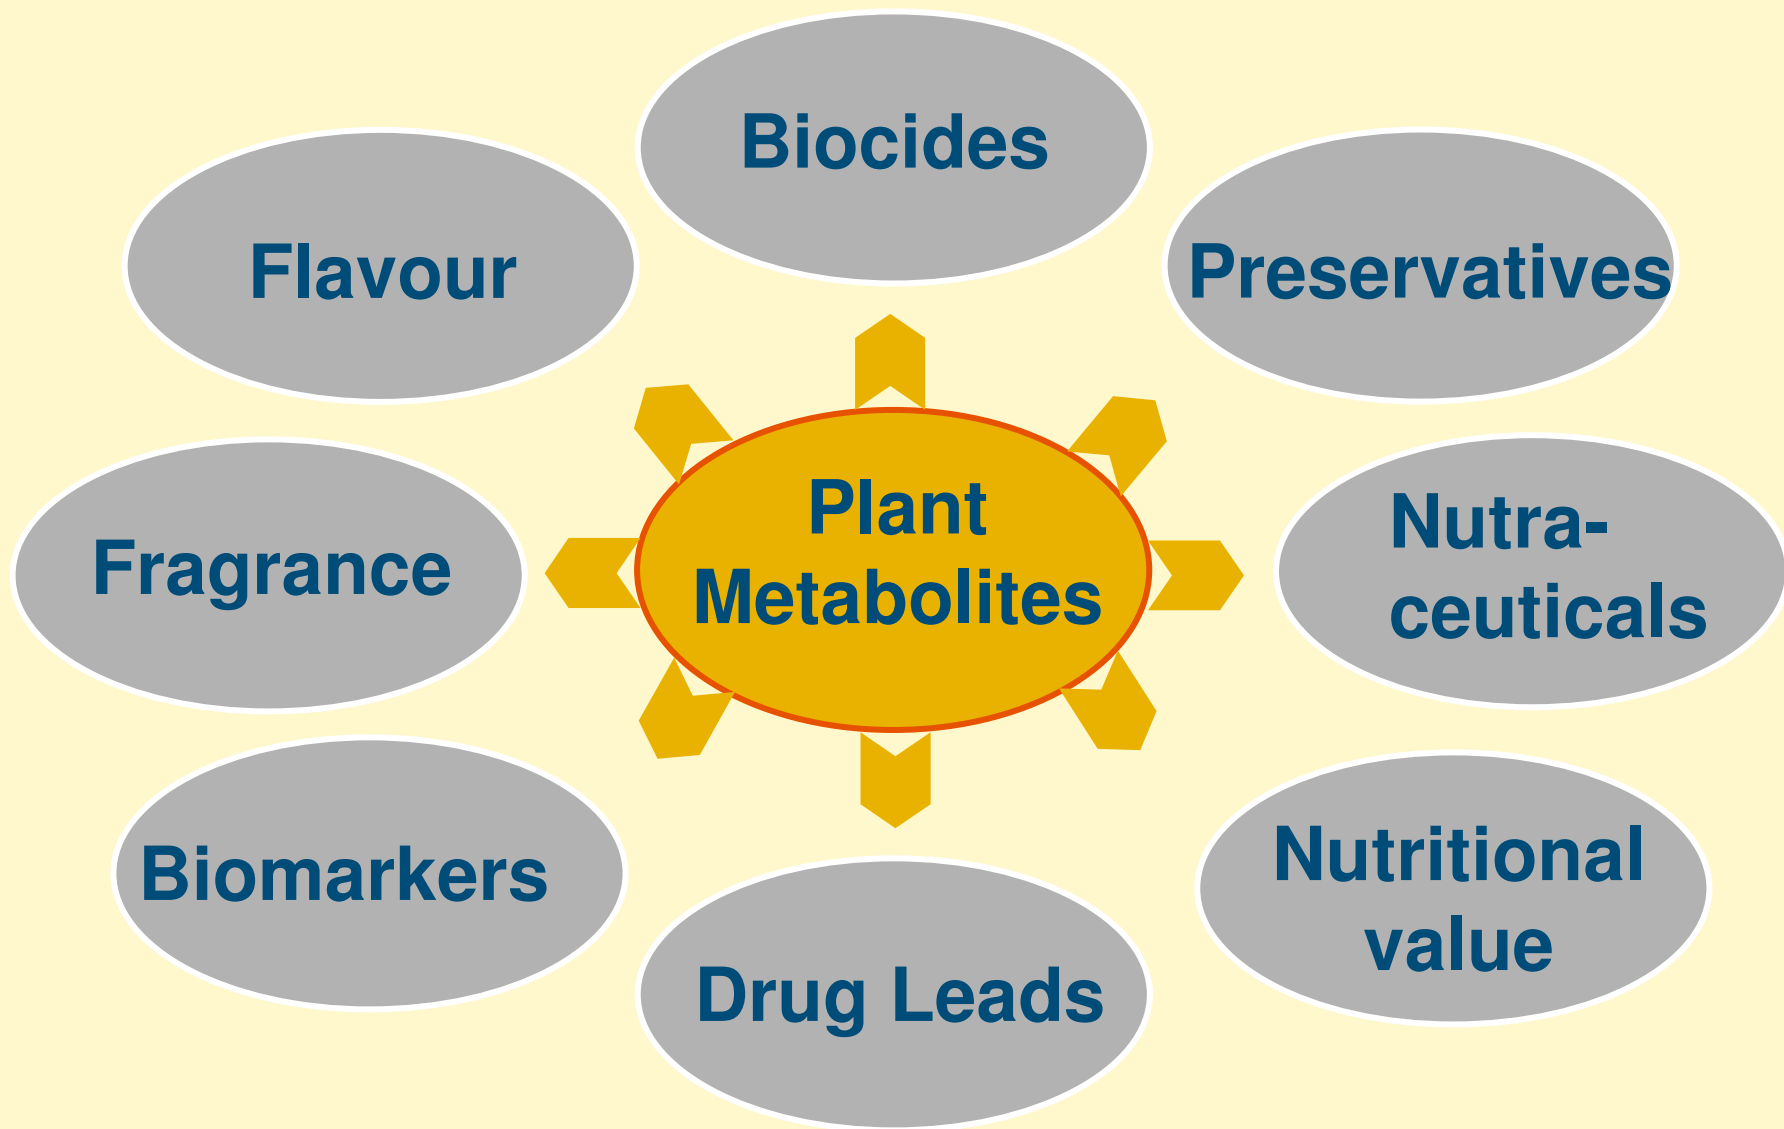 Biocides
Flavour
Preservatives
Plant
Metabolites
Nutra-
ceuticals
Fragrance
Biomarkers
Nutritional
value
Drug Leads